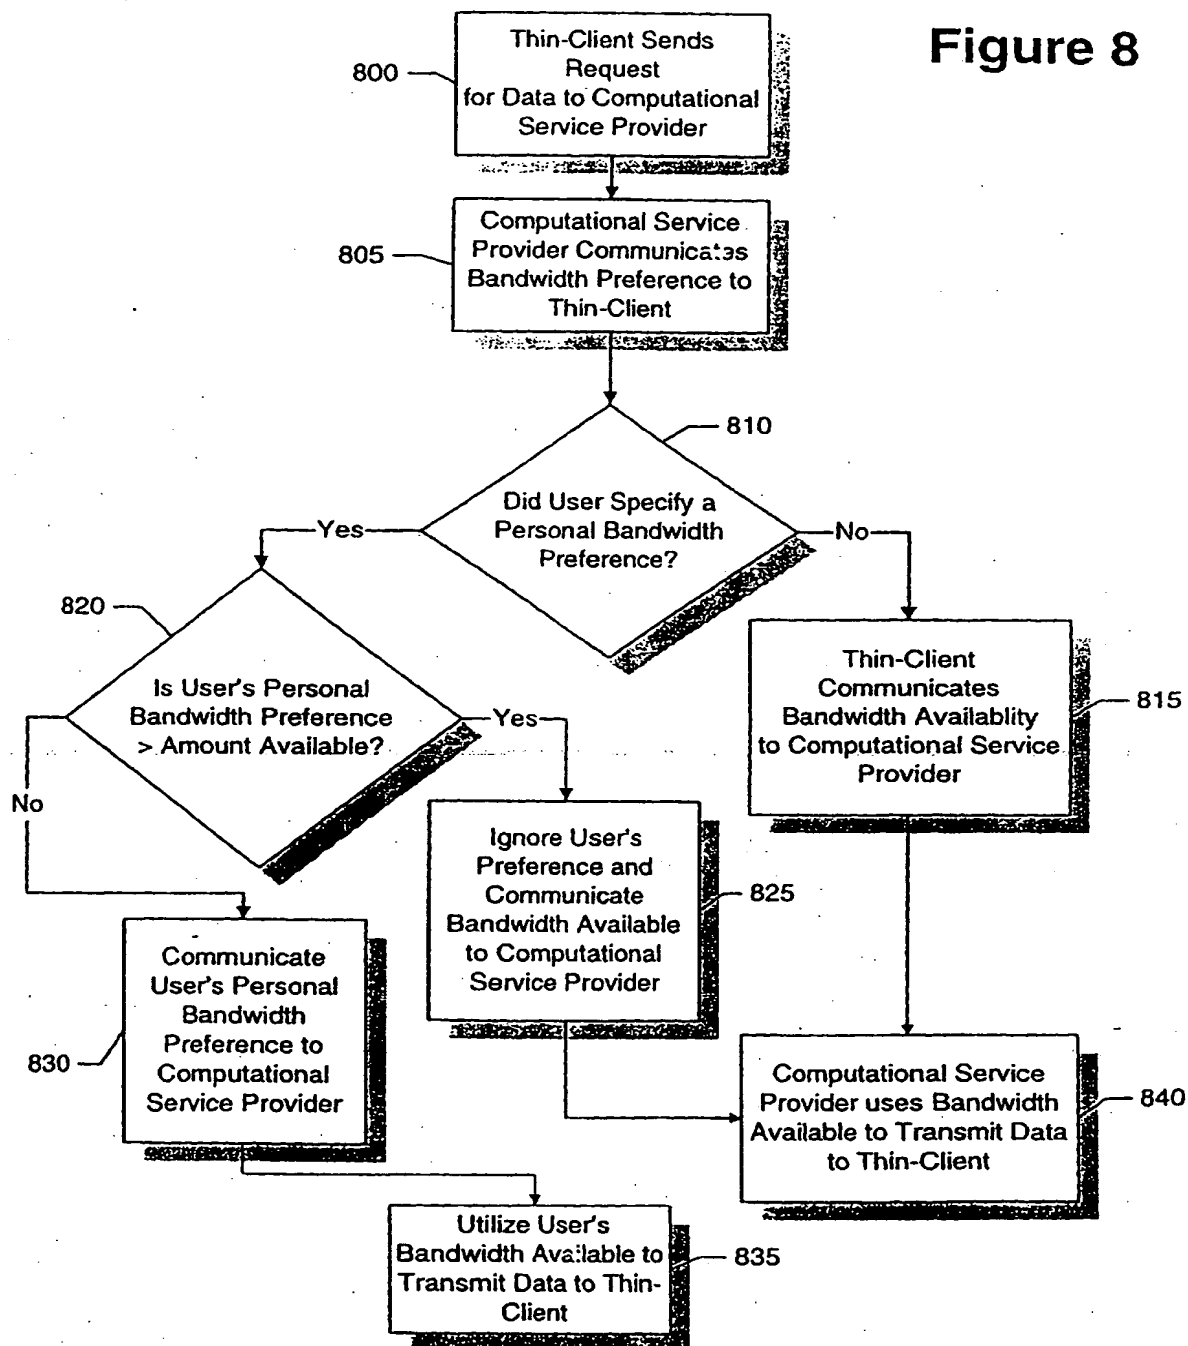 Figure 8
Thin-Client Sends
Request
for Data to Computational
Service Provider
800
Computational Service
Provider Communicates
Bandwidth Preference to
Thin-Client
805
810
Did User Specify a
Personal Bandwidth
Preference?
Yes
No
820
Is User's Personal
Bandwidth Preference
> Amount Available?
Yes
No
Thin-Client
Communicates
Bandwidth Availablity
to Computational Service
Provider
815
Ignore User's
Preference and
Communicate
Bandwidth Available
to Computational
Service Provider
825
Communicate
User's Personal
Bandwidth
Preference to
Computational
Service Provider
830
Computational Service
Provider uses Bandwidth
Available to Transmit Data
to Thin-Client
840
Utilize User's
Bandwidth Available to
Transmit Data to Thin-
Client
835